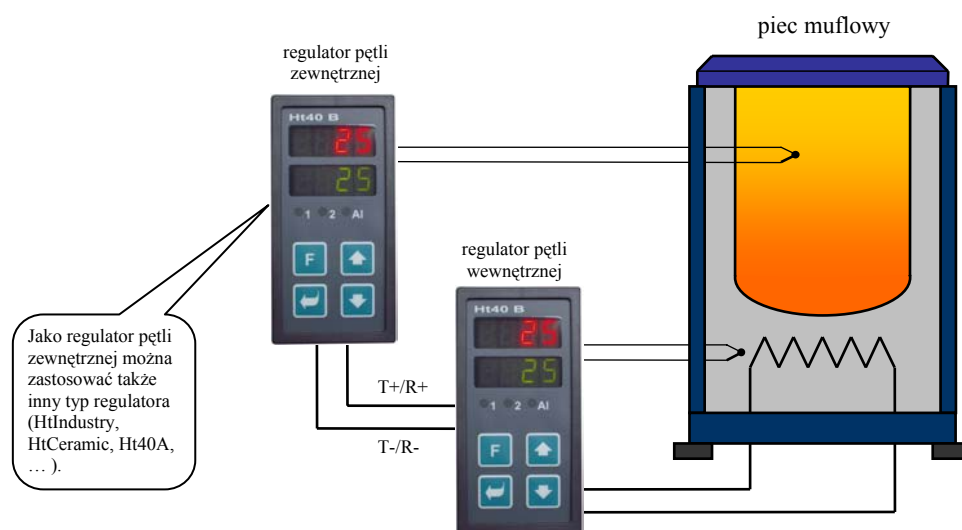 piec muflowy
regulator pętli
zewnętrznej
Ht40 B
25
25
1 2 Al
F
regulator pętli
wewnętrznej
Ht40 B
25
25
1 2 Al
F
Jako regulator pętli
zewnętrznej można
zastosować także
inny typ regulatora
(HtIndustry,
HtCeramic, Ht40A,
… ).
T+/R+
T-/R-